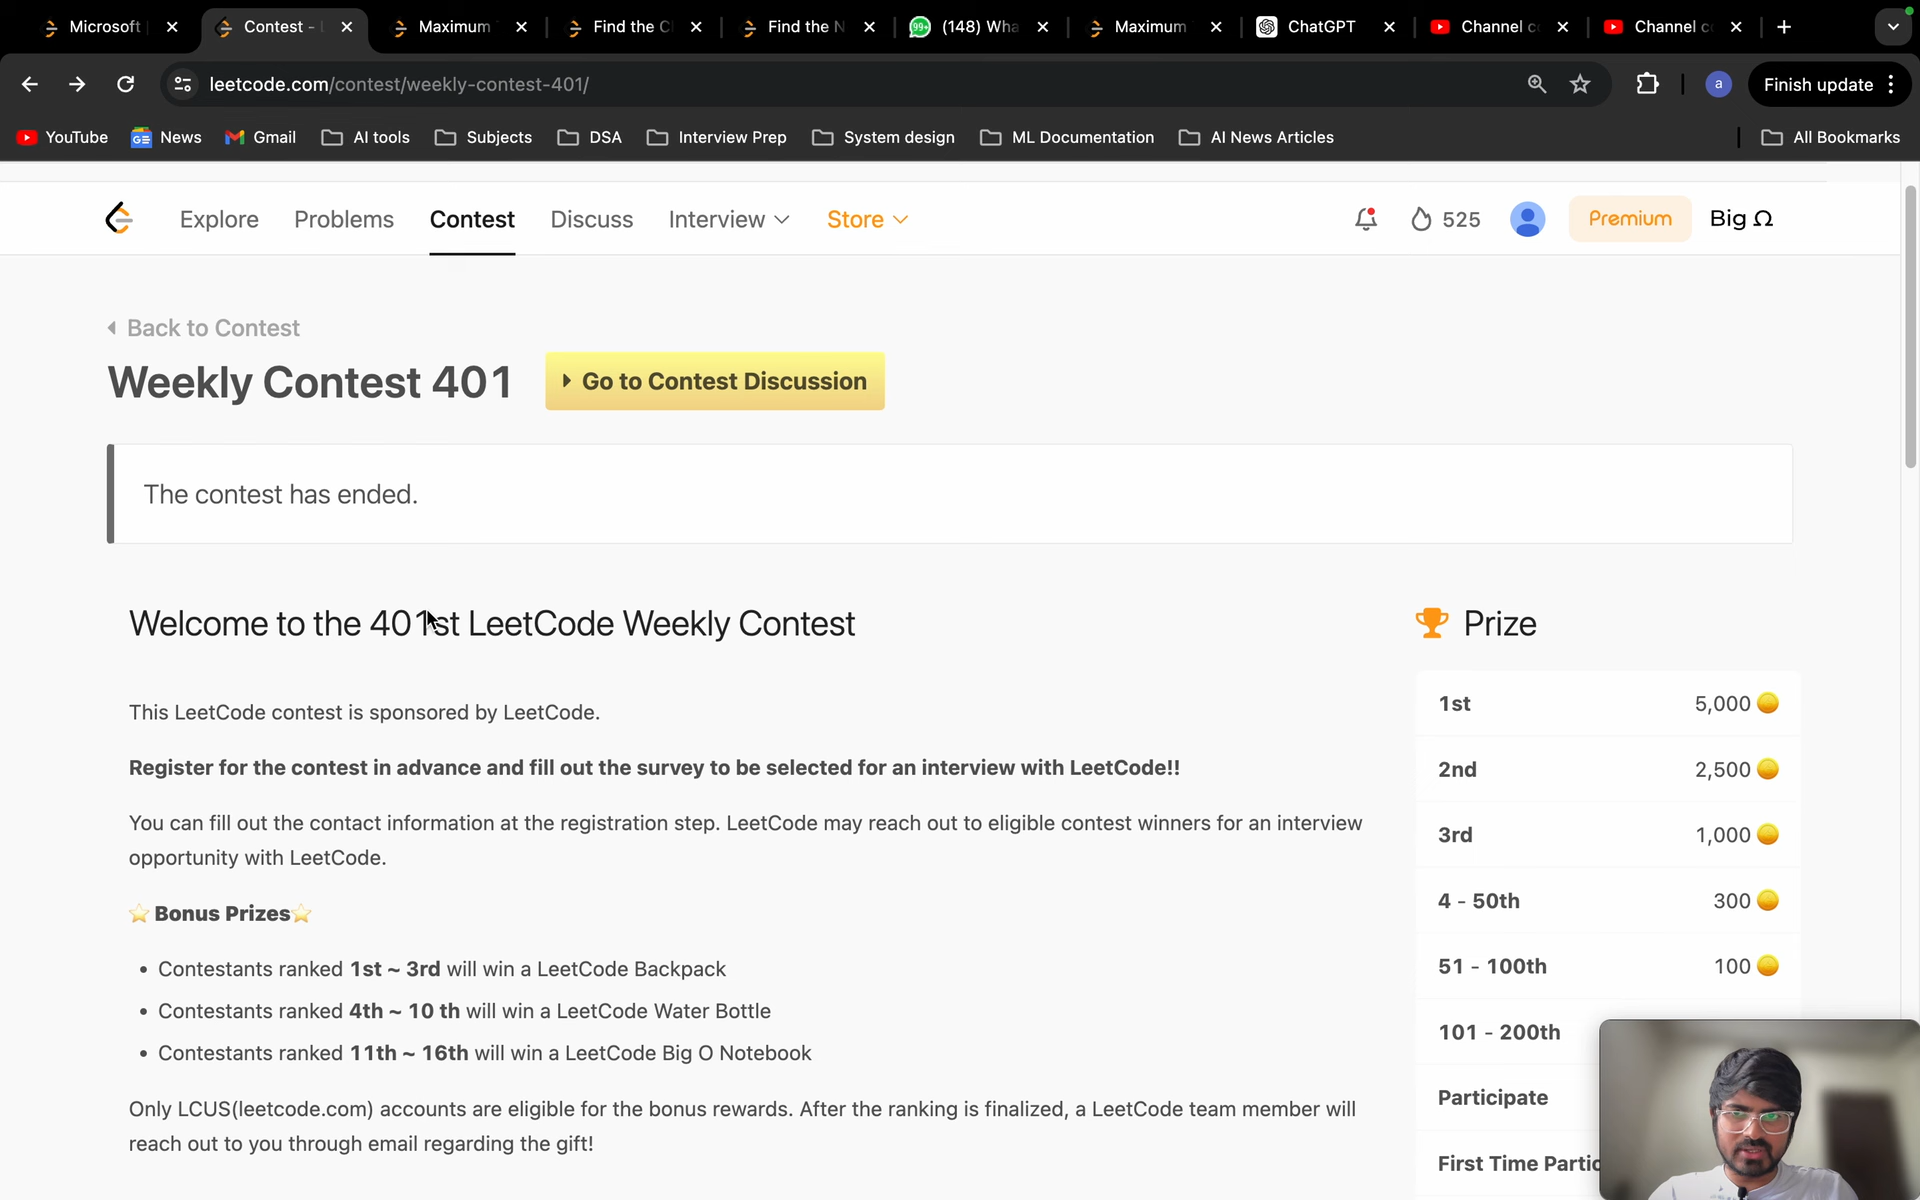 Microsoft
Contest -
Maximum
Find the C
Find the N
(148) Wha
Maximum
ChatGPT
Channel c
Channel c
leetcode.com/contest/weekly-contest-401/
a
Finish update
YouTube
News
Gmail
AI tools
Subjects
DSA
Interview Prep
System design
ML Documentation
AI News Articles
All Bookmarks
Explore
Problems
Contest
Discuss
Interview
Store
525
Premium
Big Ω
Back to Contest
Weekly Contest 401
Go to Contest Discussion
The contest has ended.
Welcome to the 401st LeetCode Weekly Contest
This LeetCode contest is sponsored by LeetCode.
Register for the contest in advance and fill out the survey to be selected for an interview with LeetCode!!
You can fill out the contact information at the registration step. LeetCode may reach out to eligible contest winners for an interview
opportunity with LeetCode.
⭐Bonus Prizes⭐
• Contestants ranked 1st ~ 3rd will win a LeetCode Backpack
• Contestants ranked 4th ~ 10 th will win a LeetCode Water Bottle
• Contestants ranked 11th ~ 16th will win a LeetCode Big O Notebook
Only LCUS(leetcode.com) accounts are eligible for the bonus rewards. After the ranking is finalized, a LeetCode team member will
reach out to you through email regarding the gift!
Prize
1st 5,000
2nd 2,500
3rd 1,000
4 - 50th 300
51 - 100th 100
101 - 200th
Participate
First Time Partic